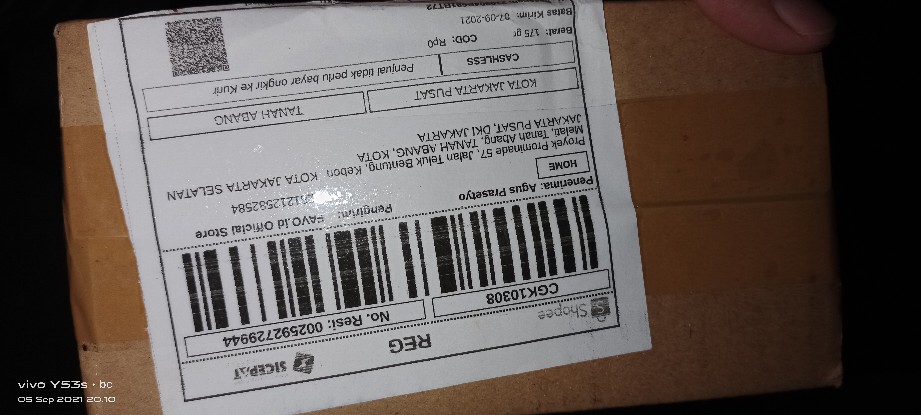 Shopee
REG
SICEPAT
CGK10308
No. Resi: 002592729944
Penerima: Agus Prasetyo
Pengirim: FAVO.id Official Store
HOME
KOTA JAKARTA SELATAN
Proyek Prominade 57, Jalan Teluk Bentung, Kebon
Melati, Tanah Abang, TANAH ABANG, KOTA
JAKARTA PUSAT, DKI JAKARTA
KOTA JAKARTA PUSAT
TANAH ABANG
CASHLESS
Penjual tidak perlu bayar ongkir ke Kurir
Berat: 175 gr
COD: Rp0
Batas Kirim: 07-09-2021
vivo Y53s · bc
05 Sep 2021 20.10